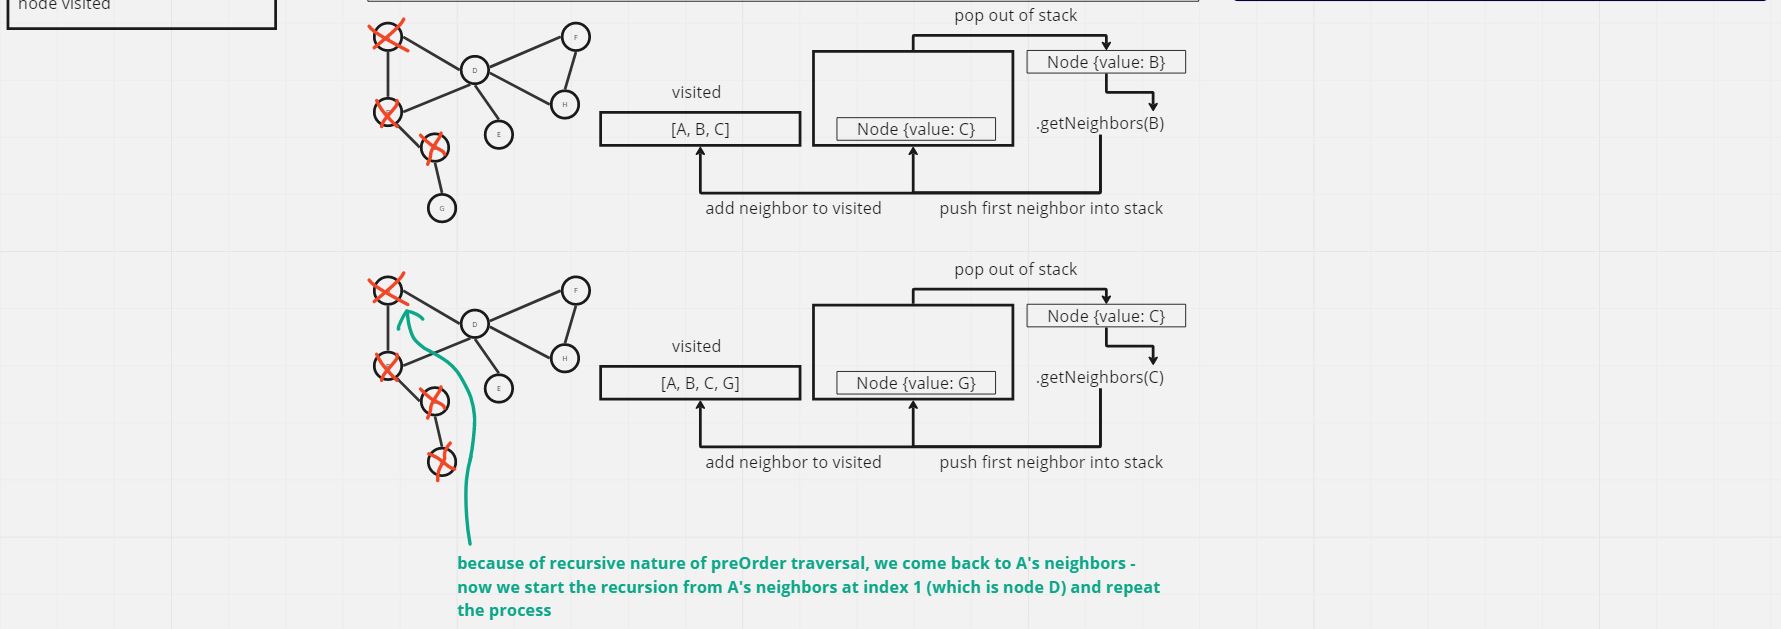 node visited
pop out of stack
F
D
Node {value: B}
visited
H
[A, B, C]
Node {value: C}
.getNeighbors(B)
E
G
add neighbor to visited
push first neighbor into stack
pop out of stack
F
D
Node {value: C}
visited
H
[A, B, C, G]
Node {value: G}
.getNeighbors(C)
E
add neighbor to visited
push first neighbor into stack
because of recursive nature of preOrder traversal, we come back to A's neighbors -
now we start the recursion from A's neighbors at index 1 (which is node D) and repeat
the process